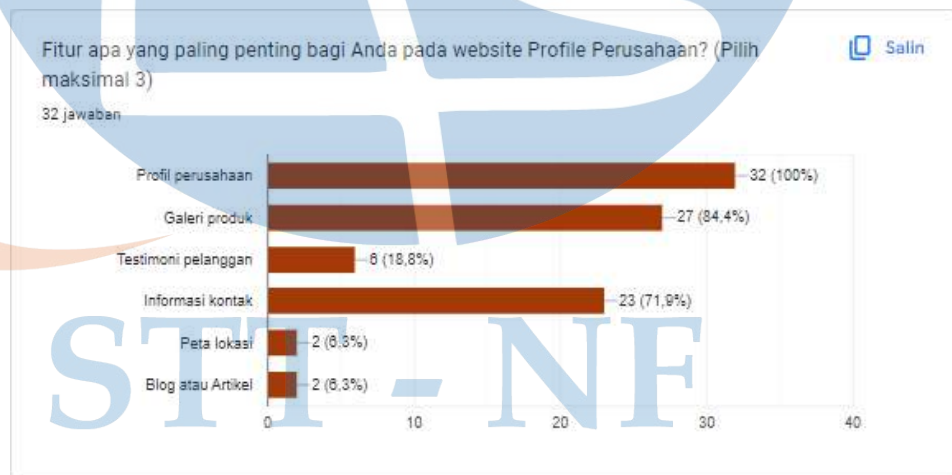 Fitur apa yang paling penting bagi Anda pada website Profile Perusahaan? (Pilih
maksimal 3)
Salin
32 jawaban
Profil perusahaan 32 (100%)
Galeri produk 27 (84,4%)
Testimoni pelanggan 6 (18,8%)
Informasi kontak 23 (71,9%)
Peta lokasi 2 (6,3%)
Blog atau Artikel 2 (6,3%)
0 10 20 30 40
STT - NF